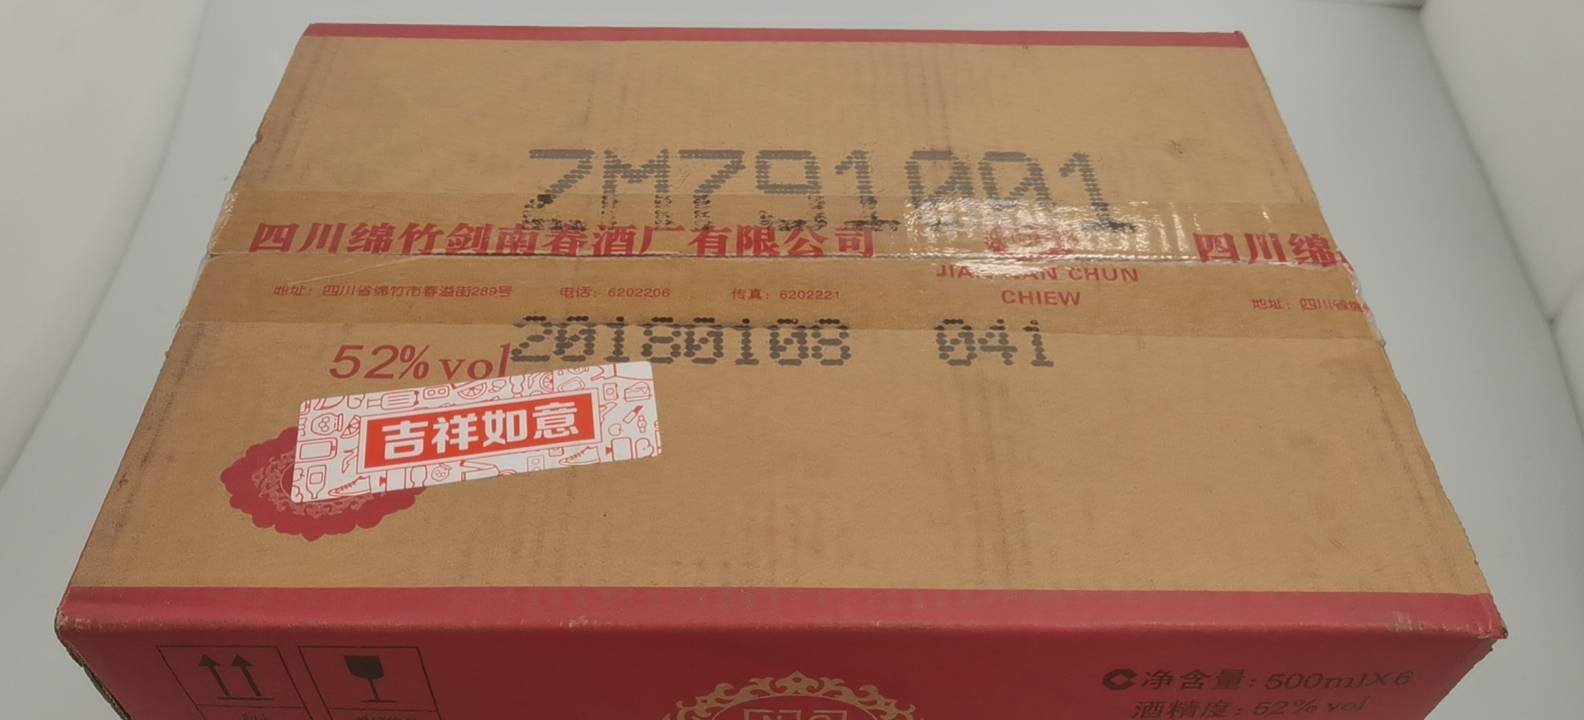 ZM791001
四川绵竹剑南春酒厂有限公司
四川绵
JIAN NAN CHUN
CHIEW
地址：四川省绵竹市春溢街289号 电话：6202206 传真：6202221
地址：四川省绵
20180108 041
52%vol
吉祥如意
净含量：500mlX6
酒精度：52% vol